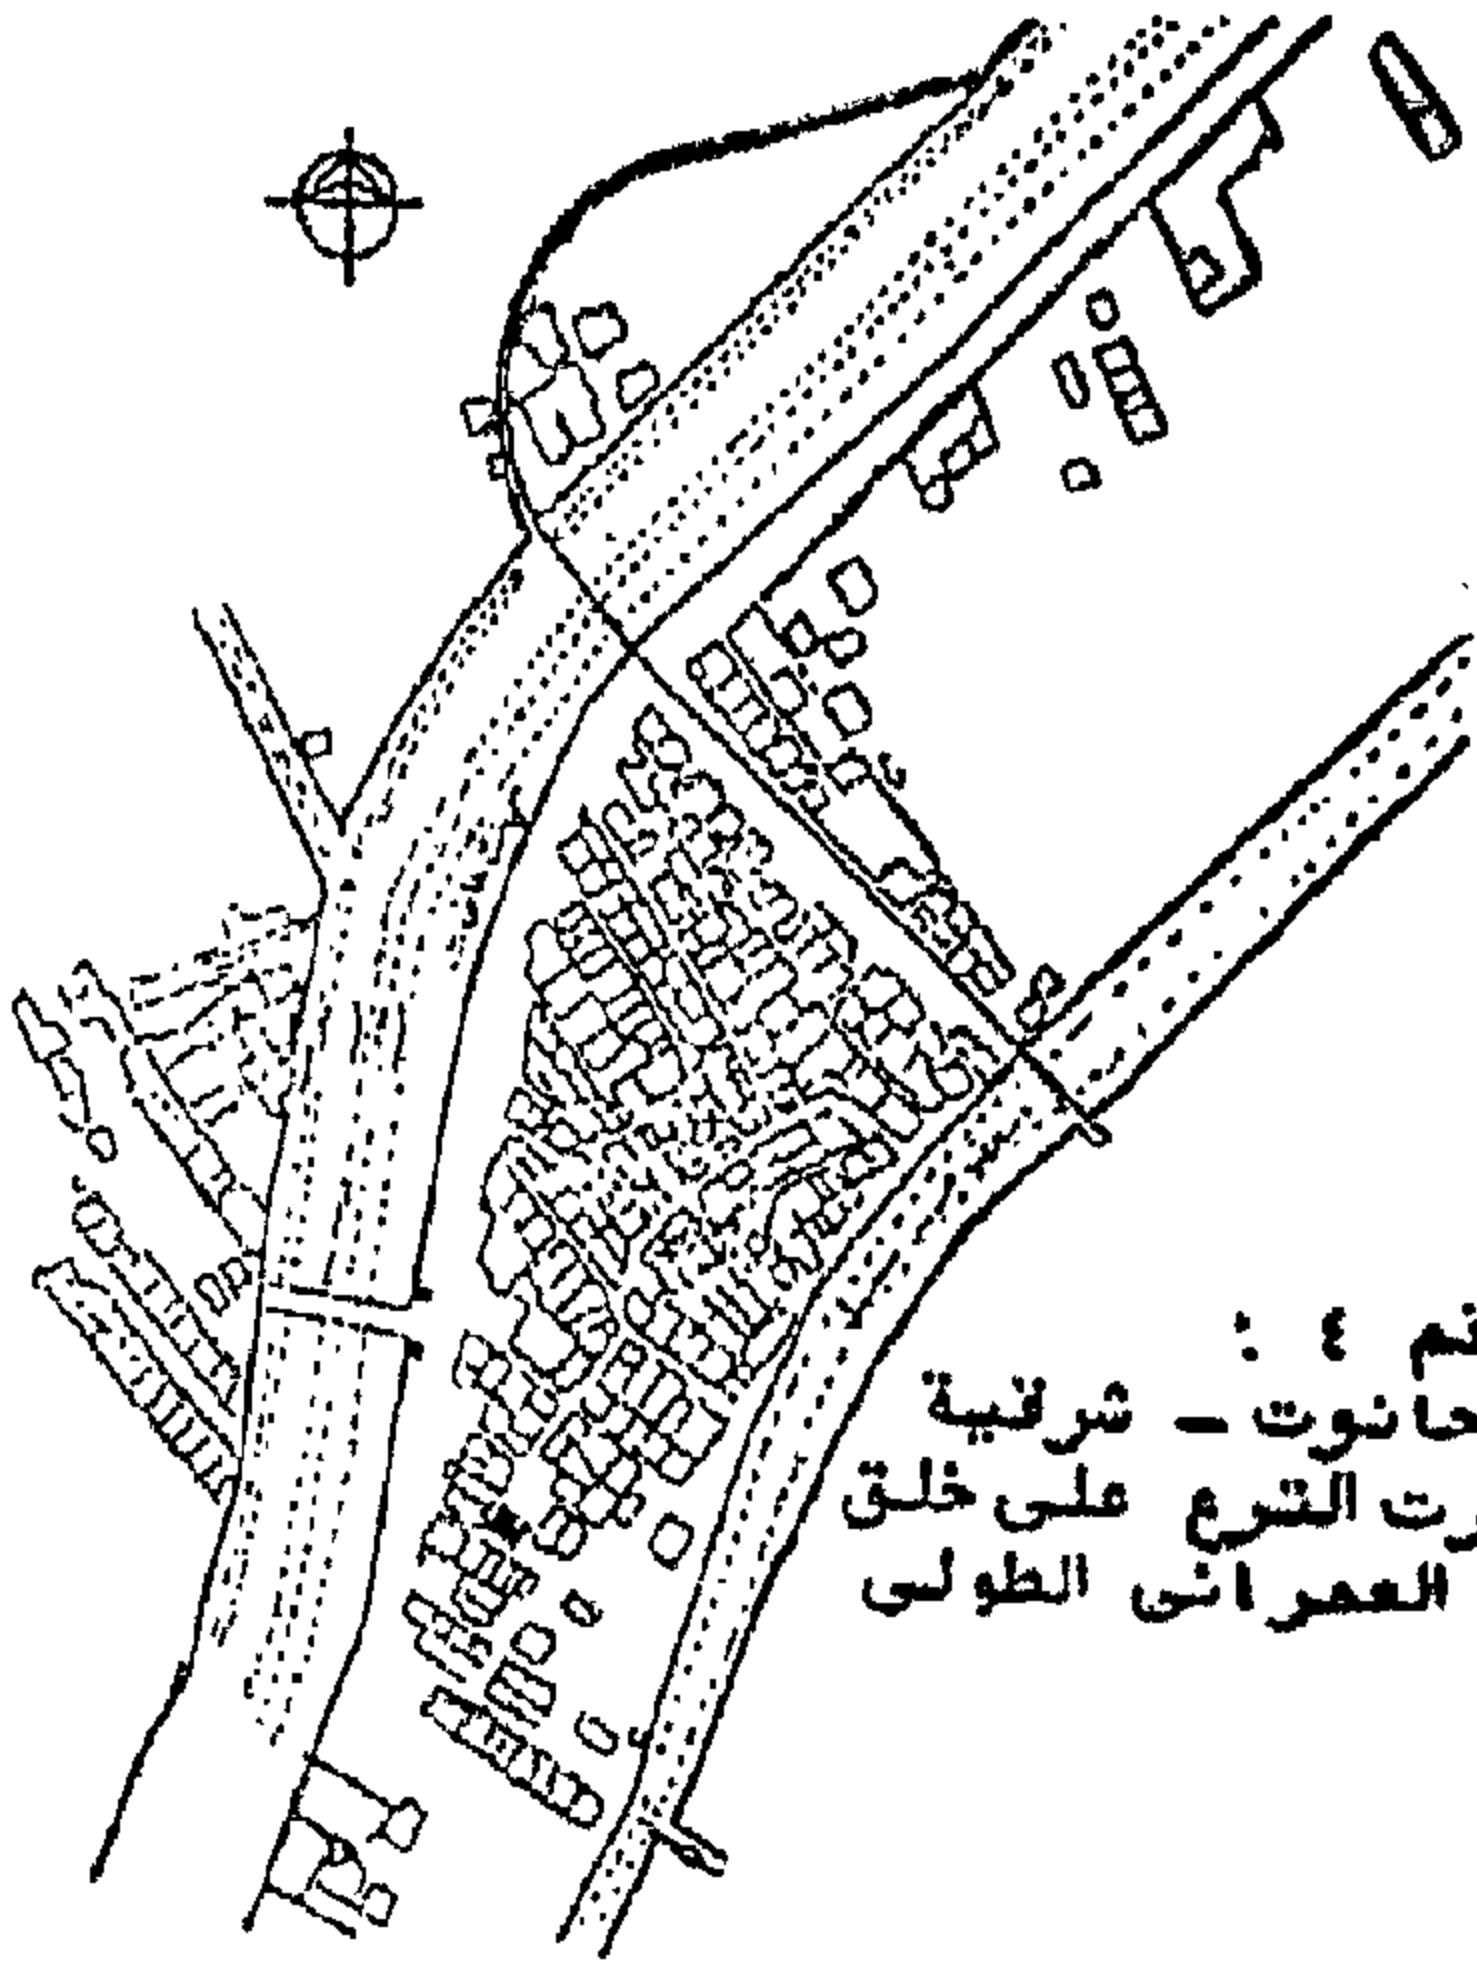 ٤ :
حانوت - شرقية
الترع على خلق
العمرانى الطولى